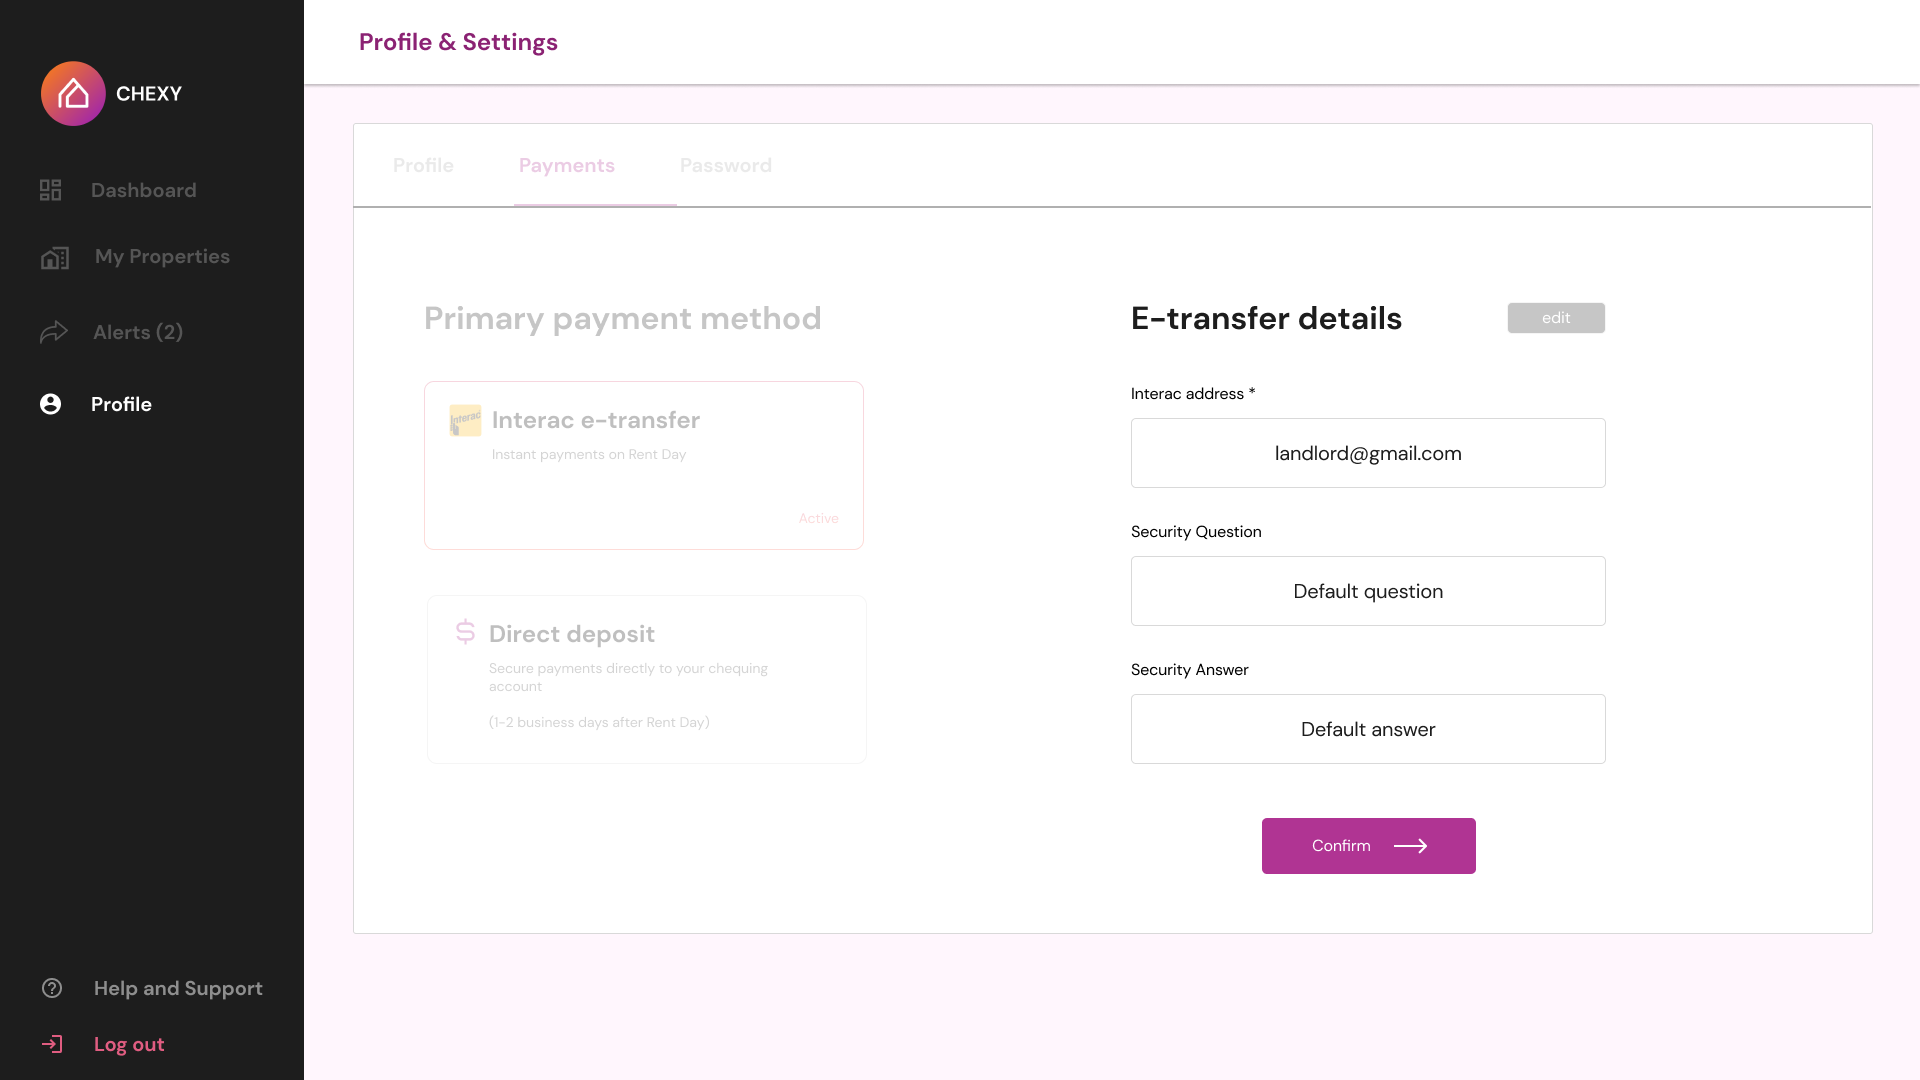 CHEXY
Dashboard
My Properties
Alerts (2)
Profile
Help and Support
Log out
Profile & Settings
Profile
Payments
Password
Primary payment method
Interac
Interac e-transfer
Instant payments on Rent Day
Active
Direct deposit
Secure payments directly to your chequing
account
(1-2 business days after Rent Day)
E-transfer details
edit
Interac address *
landlord@gmail.com
Security Question
Default question
Security Answer
Default answer
Confirm